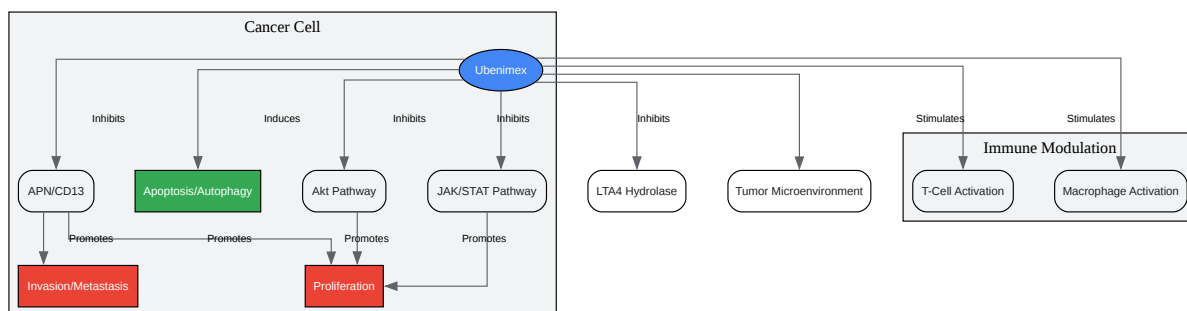 Cancer Cell
Ubenimex
Inhibits
Induces
Inhibits
Inhibits
Inhibits
Stimulates
Stimulates
Immune Modulation
APN/CD13
Apoptosis/Autophagy
Akt Pathway
JAK/STAT Pathway
LTA4 Hydrolase
Tumor Microenvironment
T-Cell Activation
Macrophage Activation
Promotes
Promotes
Promotes
Promotes
Invasion/Metastasis
Proliferation